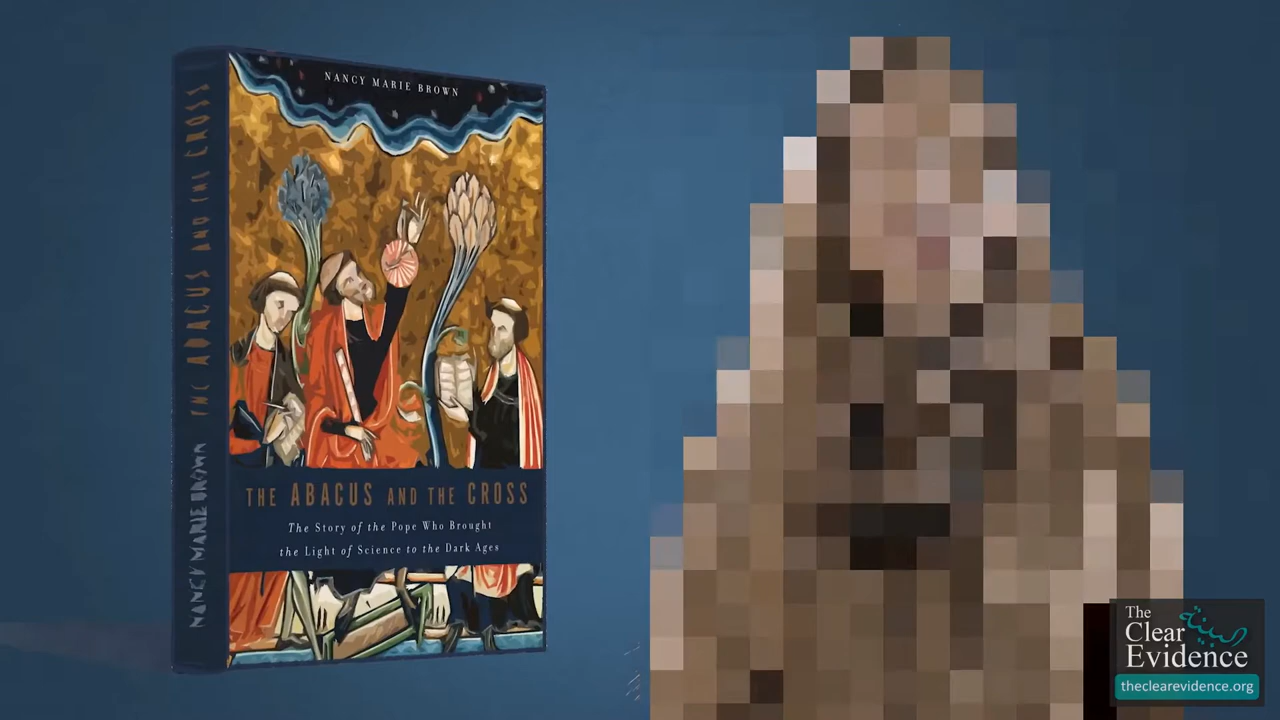 NANCY MARIE BROWN THE ABACUS AND THE CROSS
NANCY MARIE BROWN
THE ABACUS AND THE CROSS
The Story of the Pope Who Brought
the Light of Science to the Dark Ages
The
Clear
Evidence
البينة
theclearevidence.org